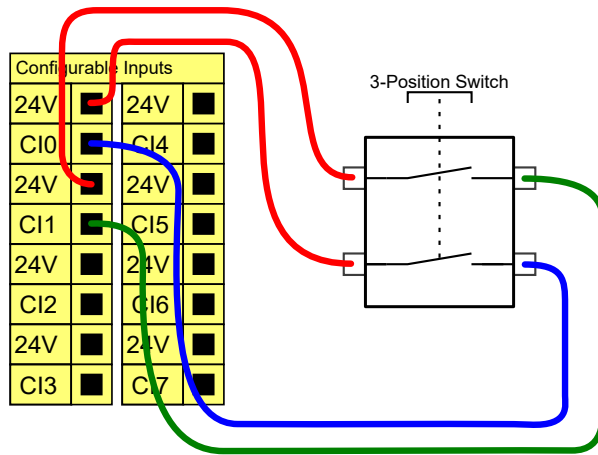 Configurable Inputs
3-Position Switch
24V 24V
CI0 CI4
24V 24V
CI1 CI5
24V 24V
CI2 CI6
24V 24V
CI3 CI7